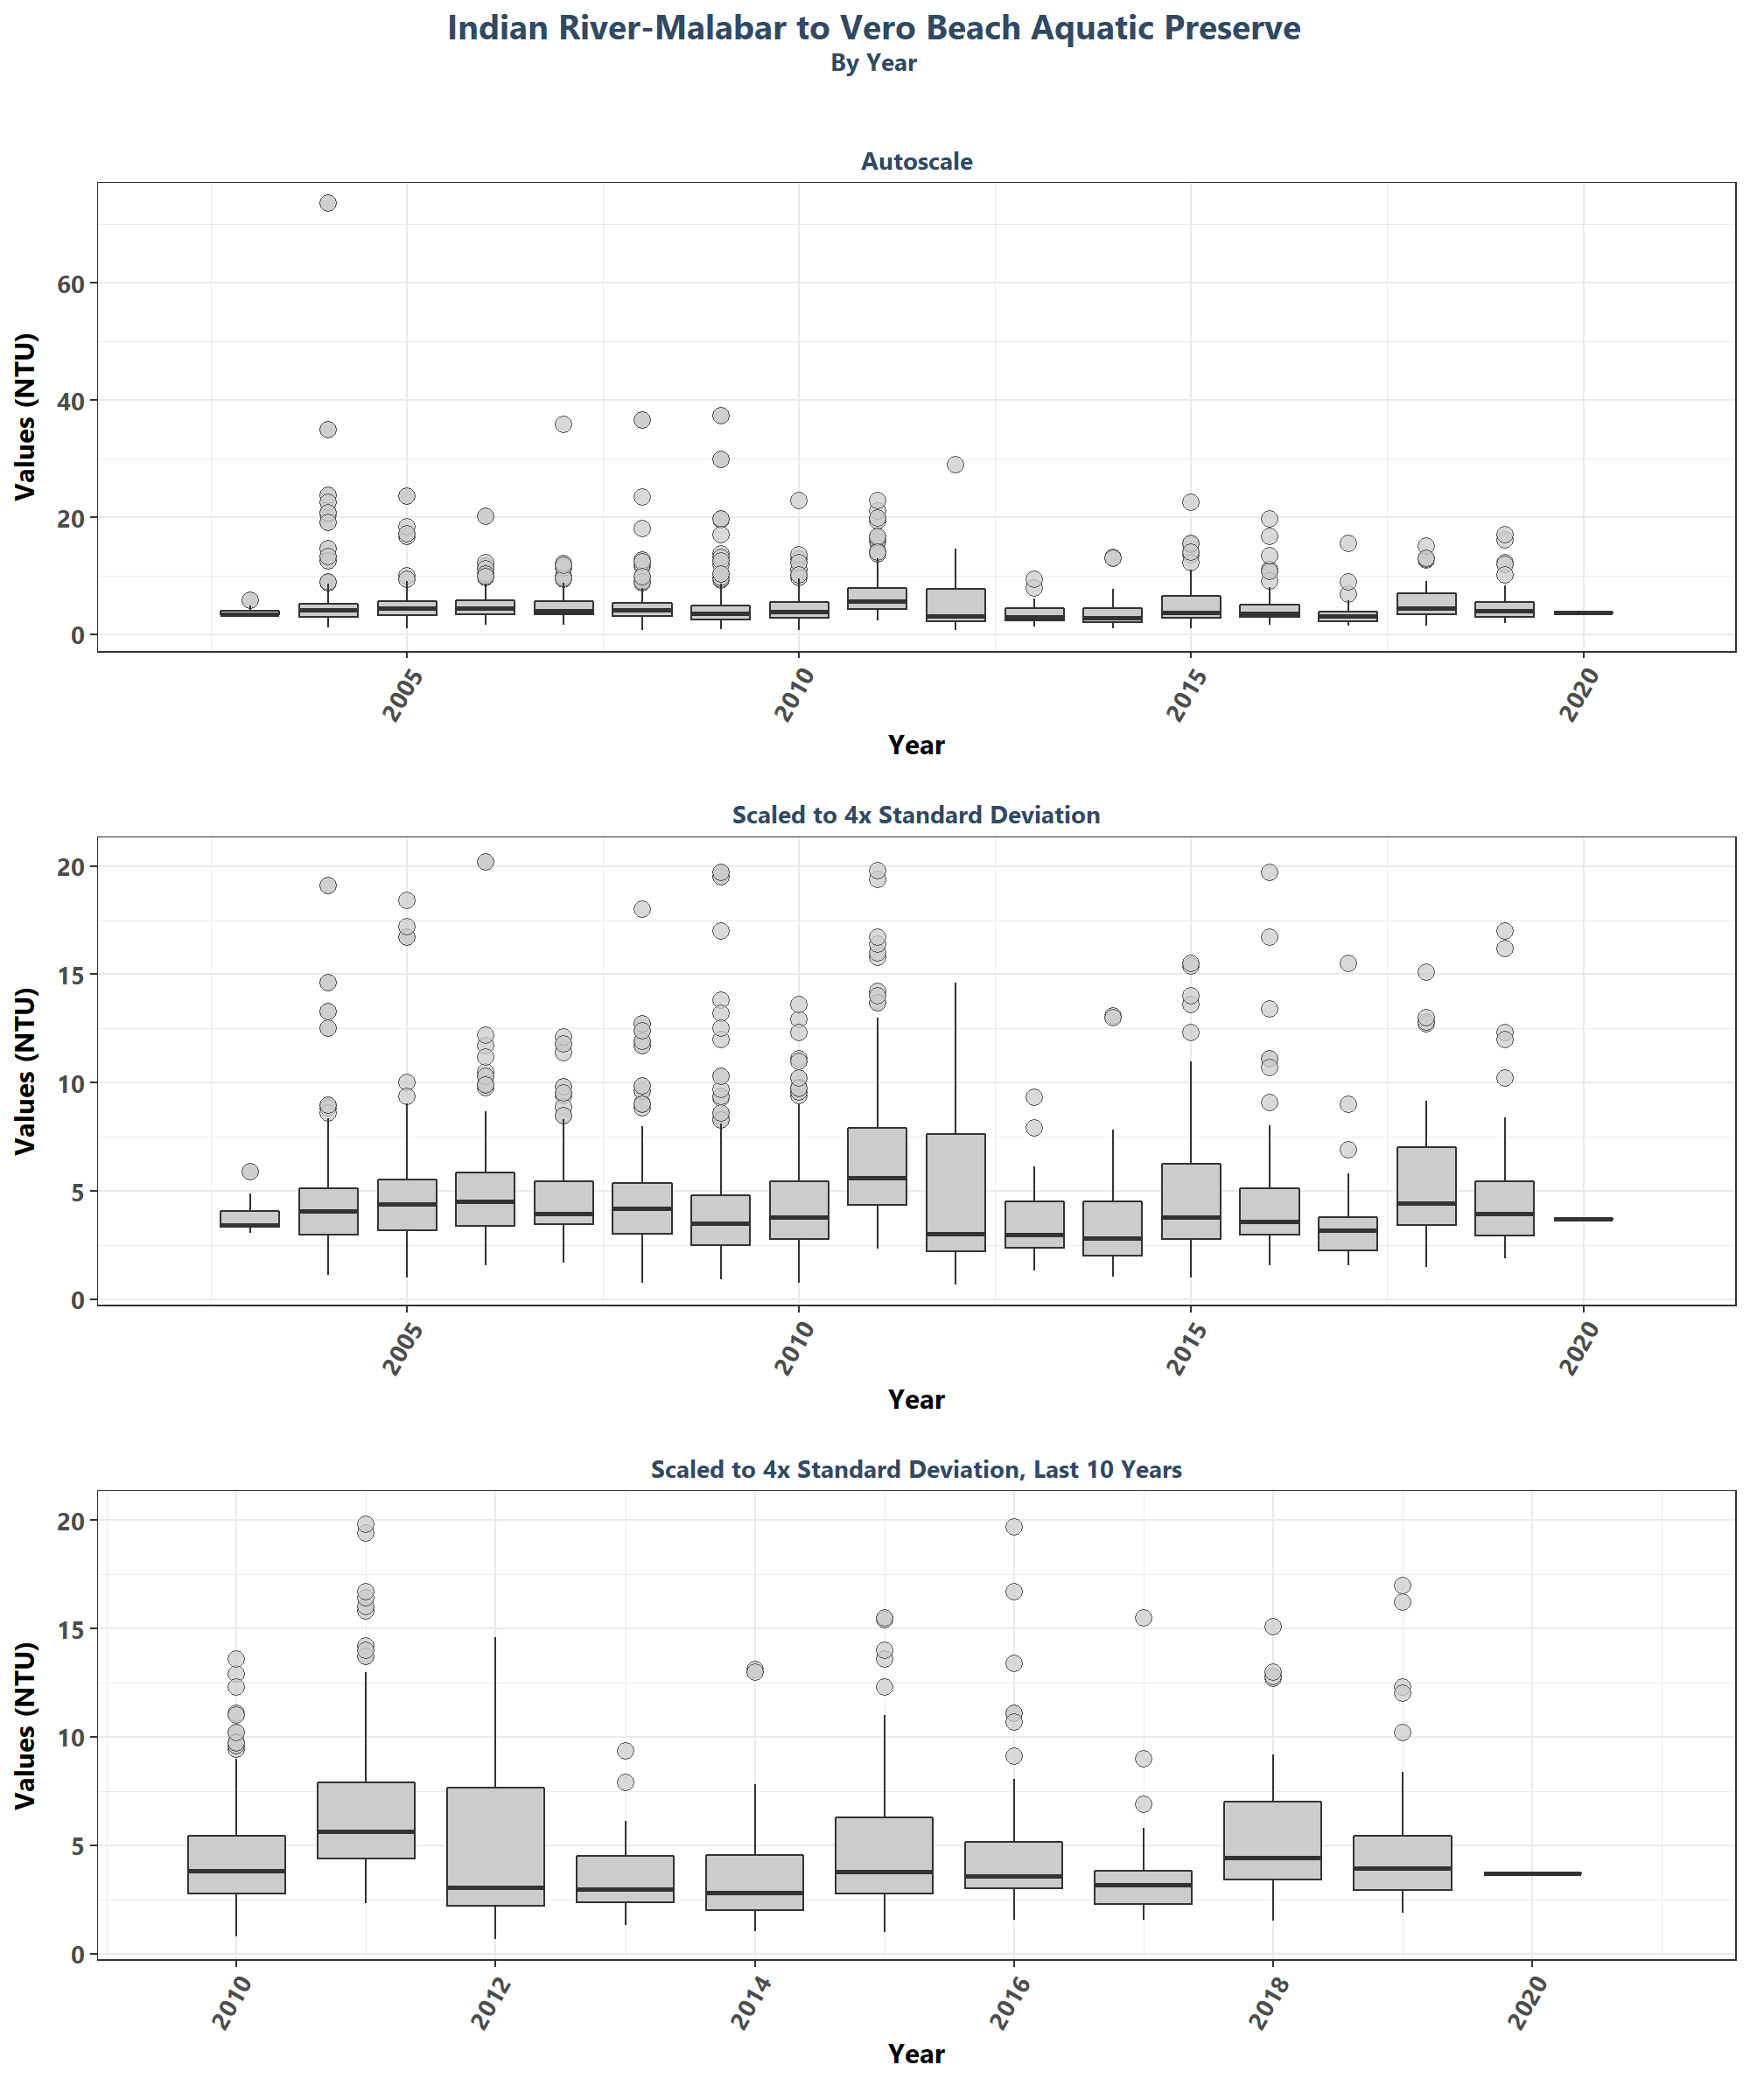 Indian River-Malabar to Vero Beach Aquatic Preserve
By Year
Autoscale
Values (NTU)
60
40
20
0
2005
2010
2015
2020
Year
Scaled to 4x Standard Deviation
Values (NTU)
20
15
10
5
0
2005
2010
2015
2020
Year
Scaled to 4x Standard Deviation, Last 10 Years
Values (NTU)
20
15
10
5
0
2010
2012
2014
2016
2018
2020
Year